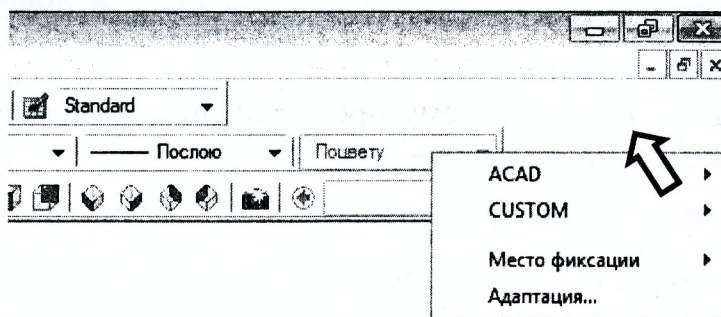 Standard
Послою
Поцвету
ACAD
CUSTOM
Место фиксации
Адаптация...